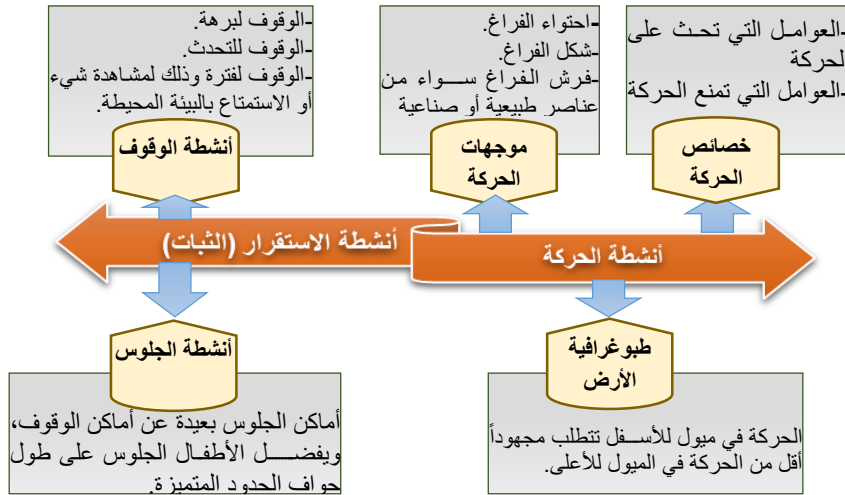 -العوامل التي تحث على
الحركة
-العوامل التي تمنع الحركة
خصائص
الحركة
-احتواء الفراغ.
-شكل الفراغ.
-فرش الفراغ سواء من
عناصر طبيعية أو صناعية
موجهات
الحركة
-الوقوف لبرهة.
-الوقوف للتحدث.
-الوقوف لفترة وذلك لمشاهدة شيء
أو الاستمتاع بالبيئة المحيطة.
أنشطة الوقوف
أنشطة الحركة
أنشطة الاستقرار (الثبات)
طبوغرافية
الأرض
الحركة في ميول للأسفل تتطلب مجهوداً
أقل من الحركة في الميول للأعلى.
أنشطة الجلوس
أماكن الجلوس بعيدة عن أماكن الوقوف،
ويفضل الأطفال الجلوس على طول
حواف الحدود المتميزة.